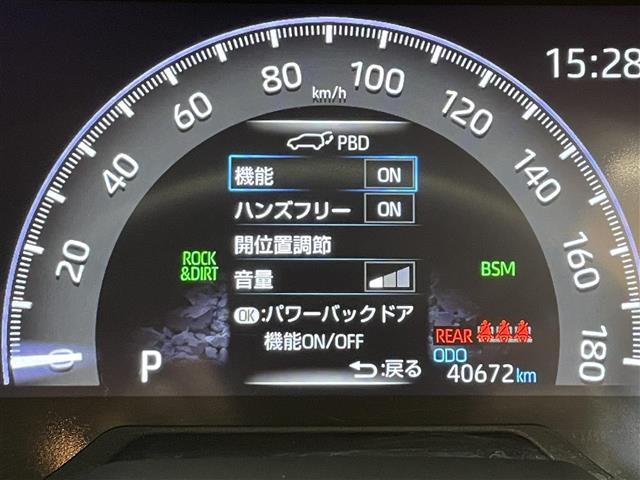 15:28
0 20 40 60 80 100 120 140 160 180
km/h
PBD
機能 ON
ハンズフリー ON
開位置調節
音量
ROCK
&DIRT
BSM
OK:パワーバックドア
機能ON/OFF
REAR
ODO
P
:戻る
40672km